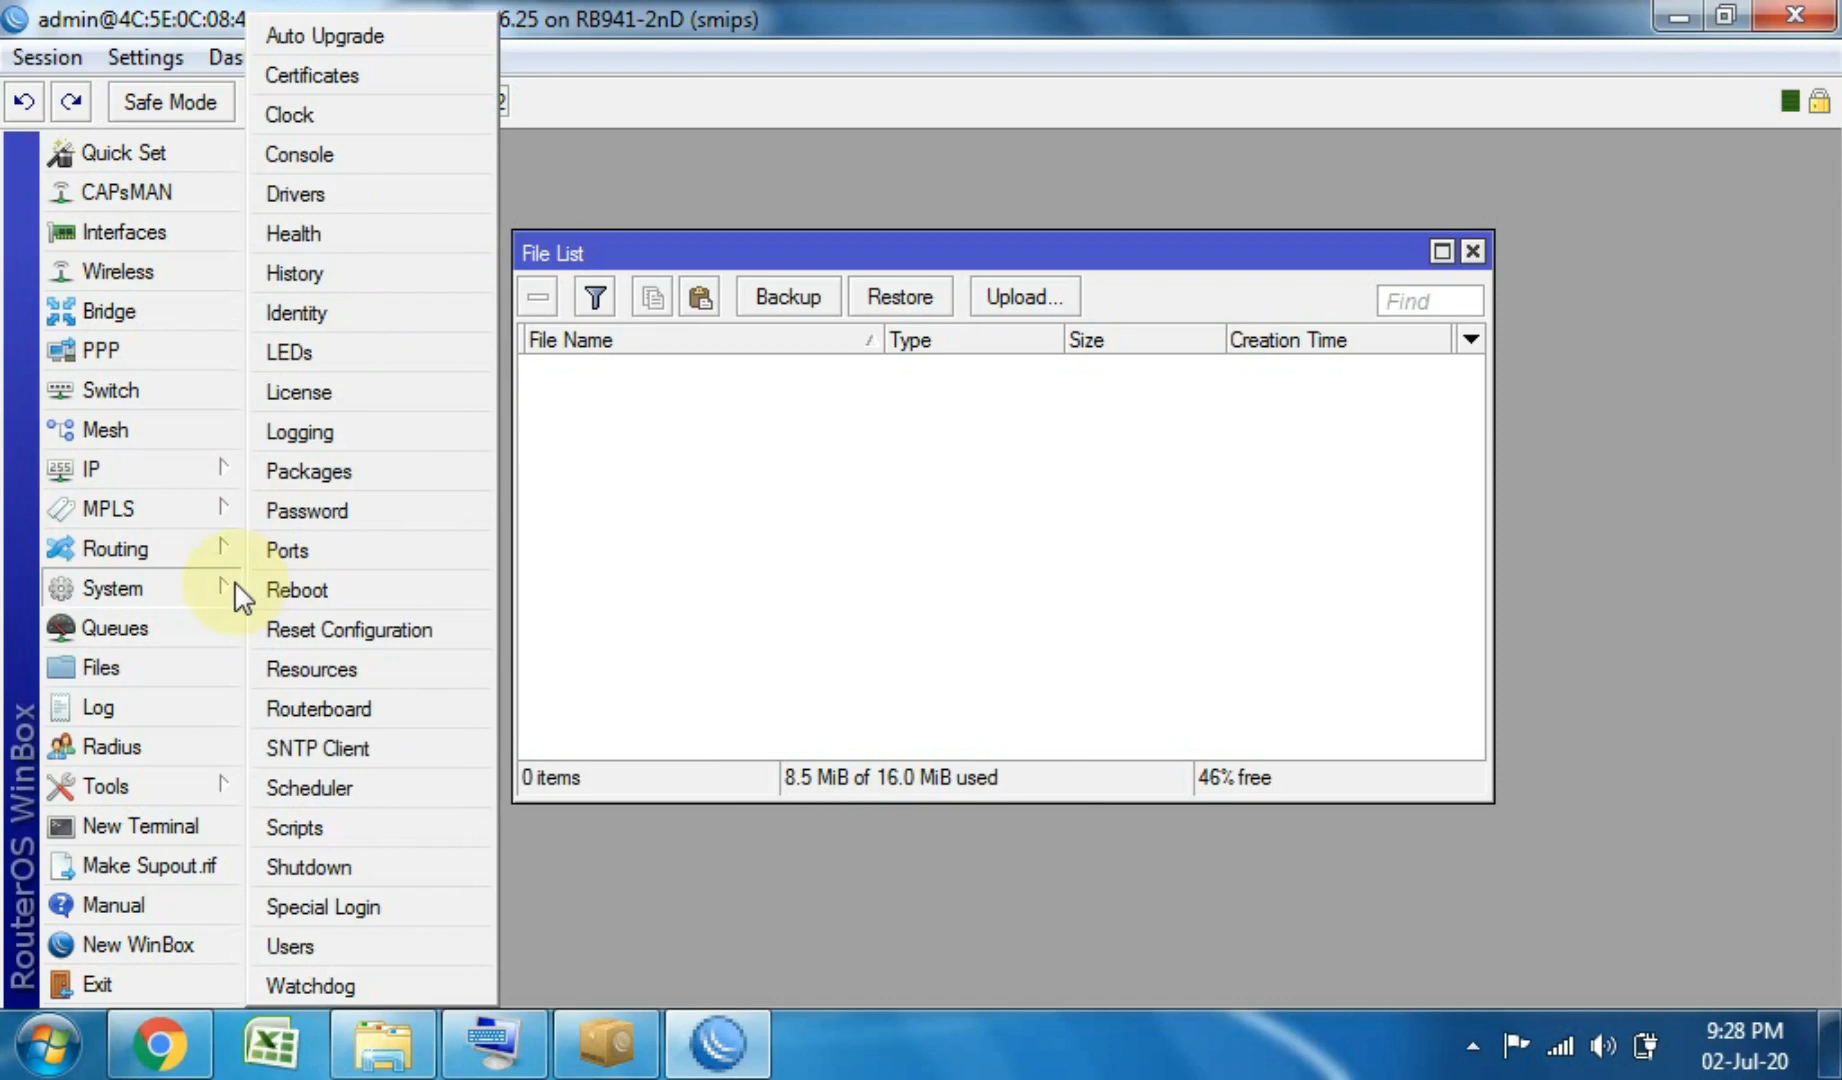 admin@4C:5E:0C:08:4
6.25 on RB941-2nD (smips)
Session Settings Das
Safe Mode
Quick Set
CAPsMAN
Interfaces
Wireless
Bridge
PPP
Switch
Mesh
IP
MPLS
Routing
System
Queues
Files
Log
Radius
Tools
New Terminal
Make Supout.rif
Manual
New WinBox
Exit
RouterOS WinBox
Auto Upgrade
Certificates
Clock
Console
Drivers
Health
History
Identity
LEDs
License
Logging
Packages
Password
Ports
Reboot
Reset Configuration
Resources
Routerboard
SNTP Client
Scheduler
Scripts
Shutdown
Special Login
Users
Watchdog
File List
Backup Restore Upload... Find
File Name Type Size Creation Time
0 items 8.5 MiB of 16.0 MiB used 46% free
9:28 PM
02-Jul-20